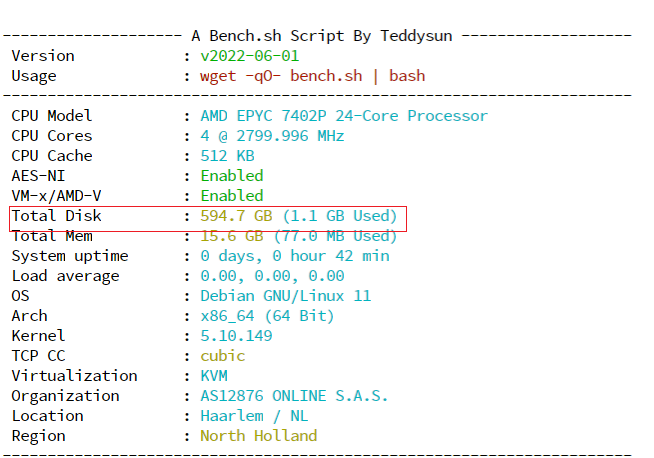 -------------------- A Bench.sh Script By Teddysun -------------------
Version : v2022-06-01
Usage : wget -qO- bench.sh | bash
----------------------------------------------------------------------
CPU Model : AMD EPYC 7402P 24-Core Processor
CPU Cores : 4 @ 2799.996 MHz
CPU Cache : 512 KB
AES-NI : Enabled
VM-x/AMD-V : Enabled
Total Disk : 594.7 GB (1.1 GB Used)
Total Mem : 15.6 GB (77.0 MB Used)
System uptime : 0 days, 0 hour 42 min
Load average : 0.00, 0.00, 0.00
OS : Debian GNU/Linux 11
Arch : x86_64 (64 Bit)
Kernel : 5.10.149
TCP CC : cubic
Virtualization : KVM
Organization : AS12876 ONLINE S.A.S.
Location : Haarlem / NL
Region : North Holland
----------------------------------------------------------------------